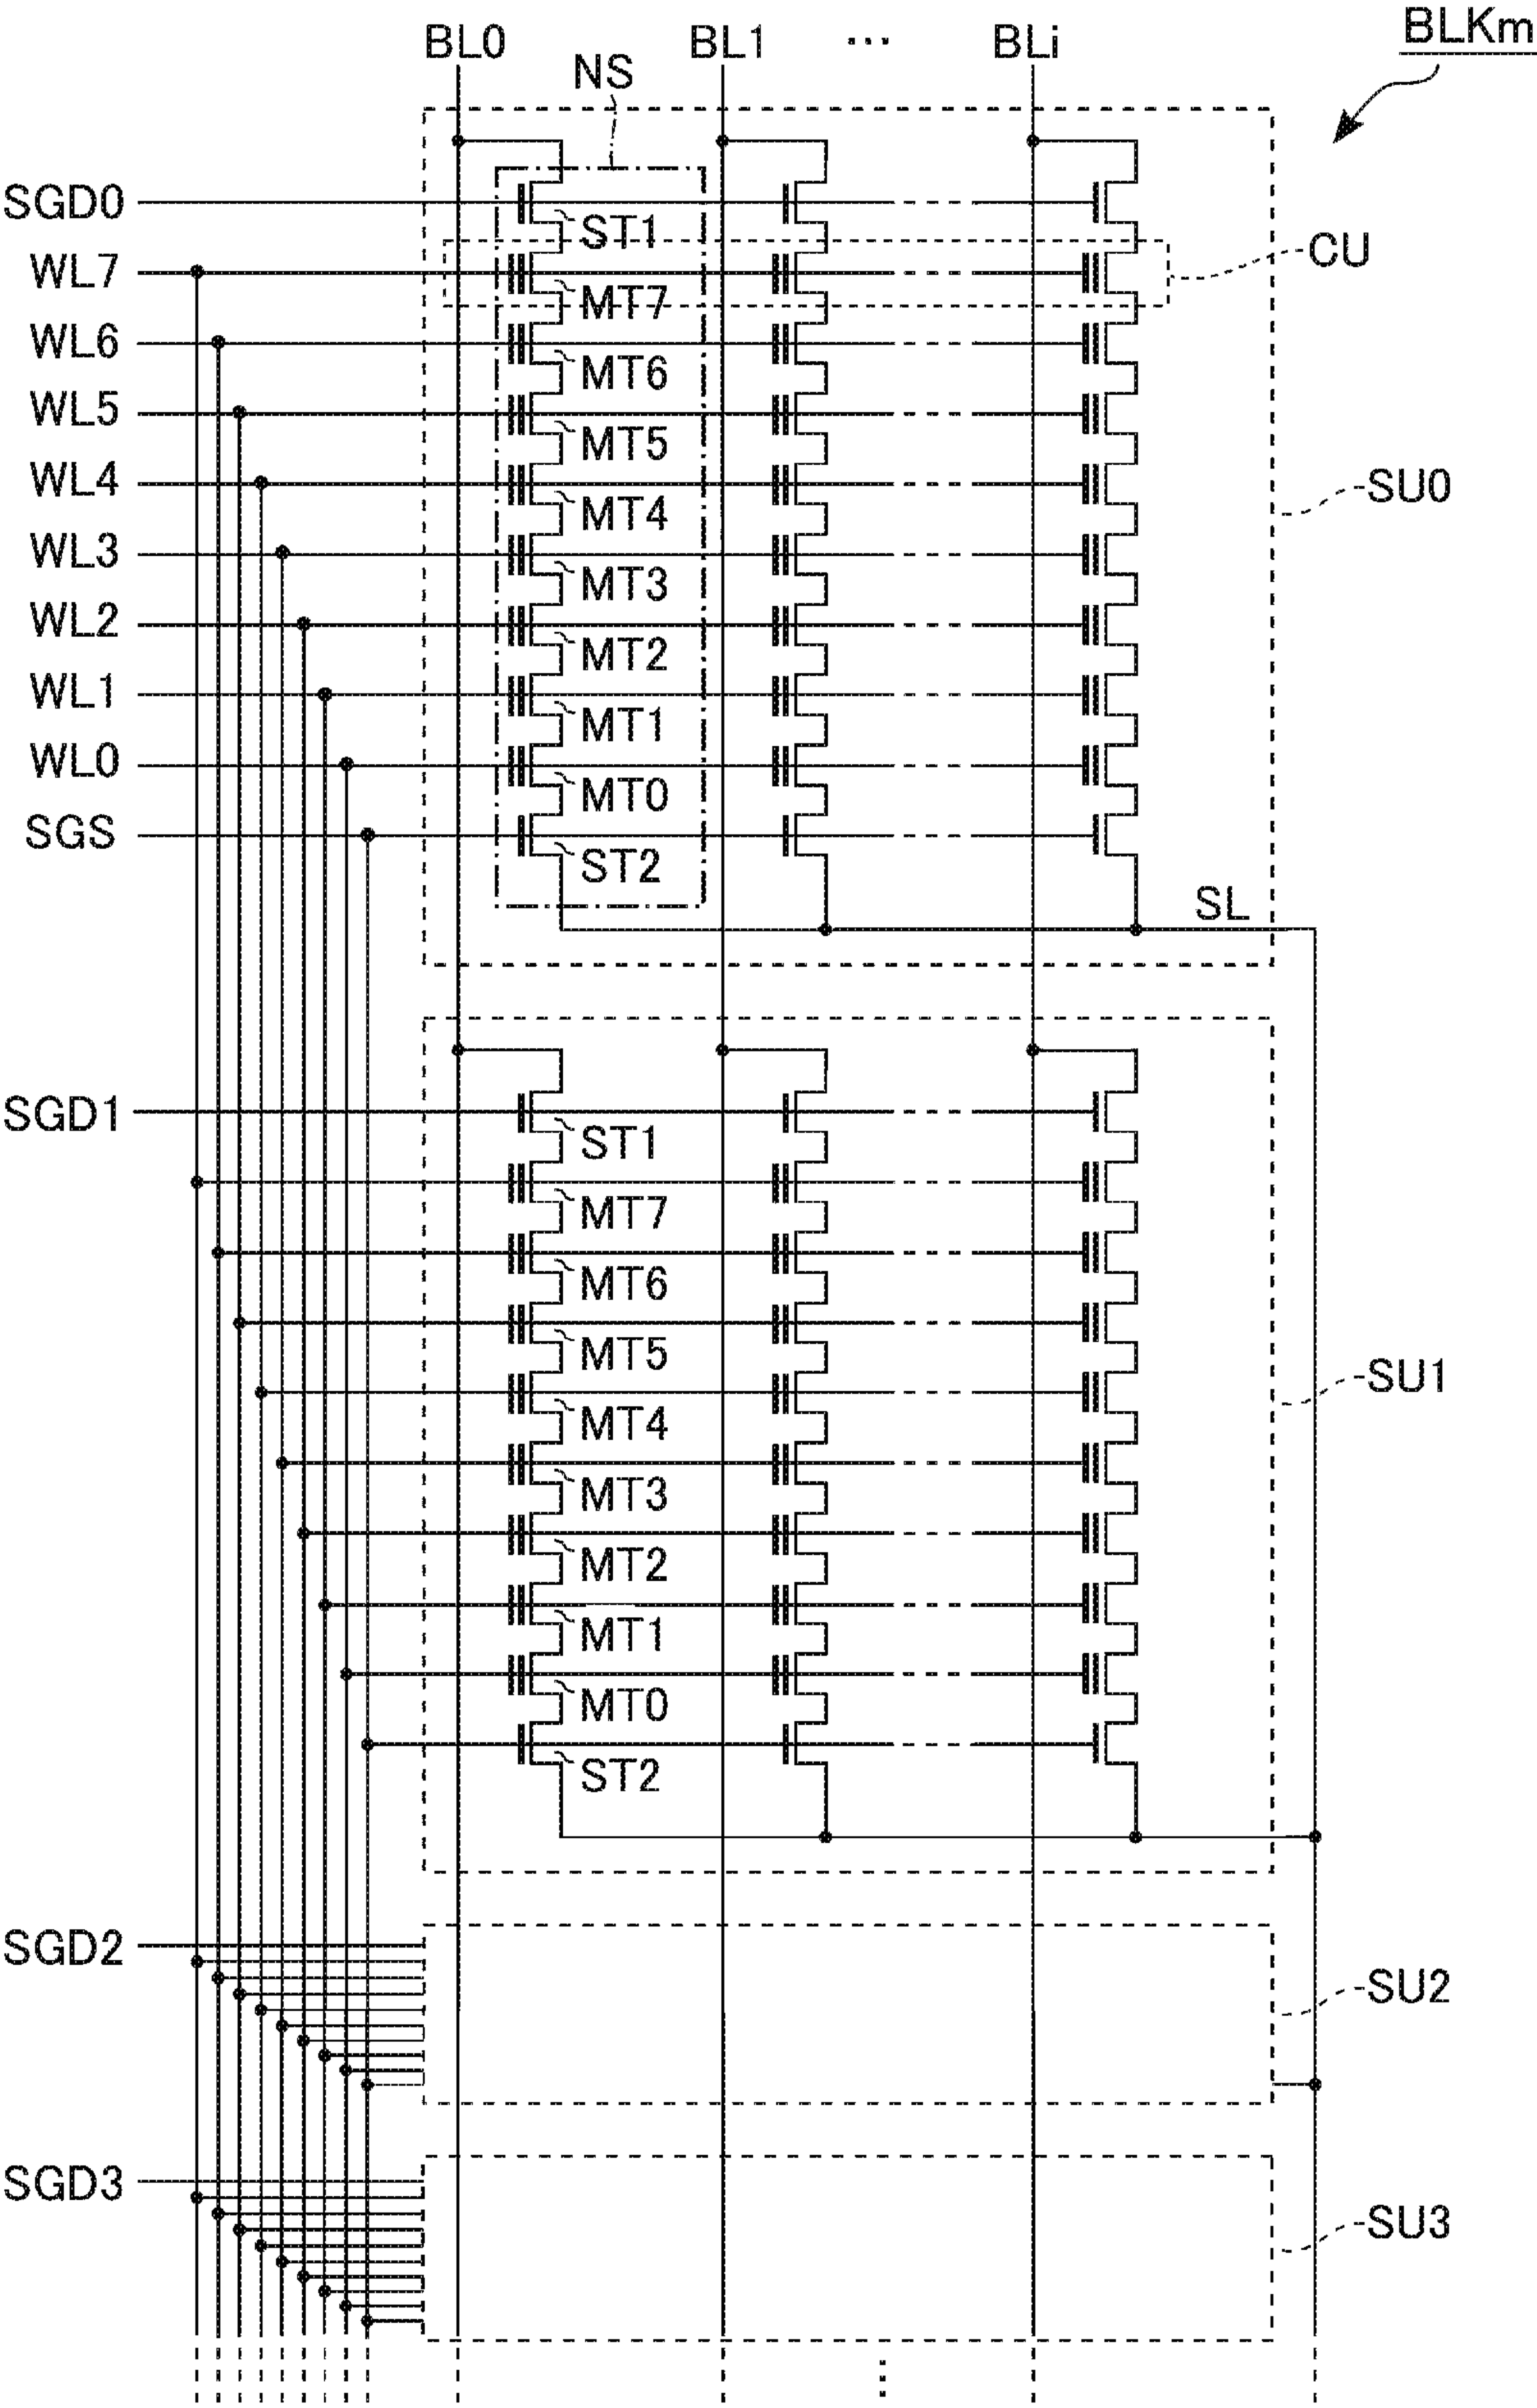 BLKm
BL0 BL1 ... BLi
NS
SGD0
ST1
CU
WL7
MT7
WL6
MT6
WL5
MT5
WL4
SU0
MT4
WL3
MT3
WL2
MT2
WL1
MT1
WL0
MT0
SGS
ST2
SL
SGD1
ST1
MT7
MT6
MT5
SU1
MT4
MT3
MT2
MT1
MT0
ST2
SGD2
SU2
SGD3
SU3